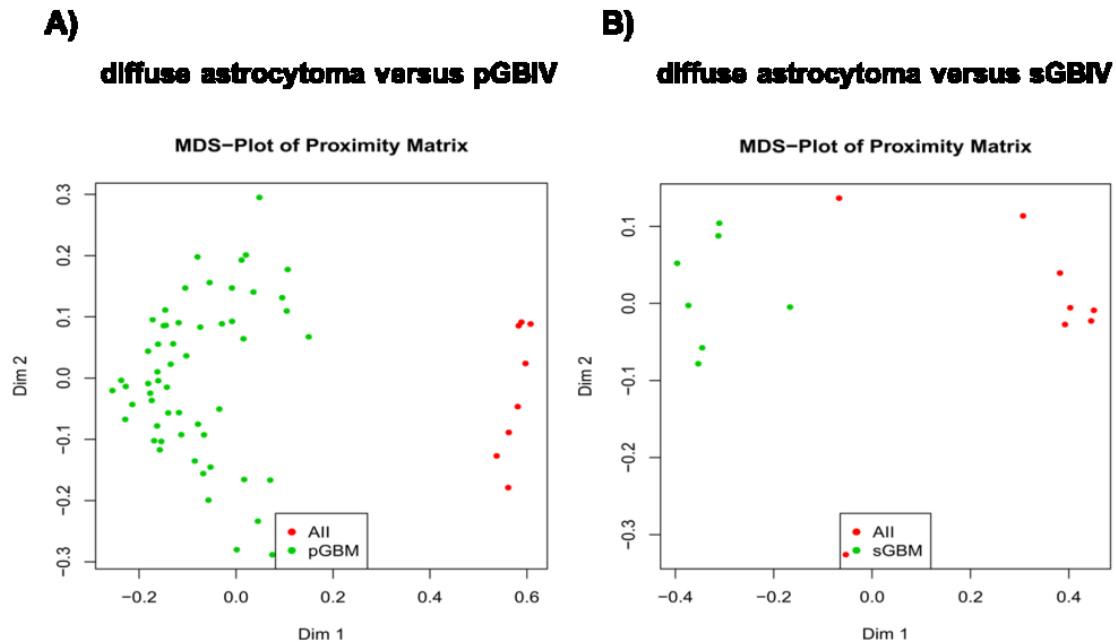 A)
diffuse astrocytoma versus pGBIV
MDS-Plot of Proximity Matrix
Dim 2
0.3
0.2
0.1
0.0
-0.1
-0.2
-0.3
AII
pGBM
-0.2
0.0
0.2
0.4
0.6
Dim 1
B)
diffuse astrocytoma versus sGBIV
MDS-Plot of Proximity Matrix
Dim 2
0.1
0.0
-0.1
-0.2
-0.3
AII
sGBM
-0.4
-0.2
0.0
0.2
0.4
Dim 1